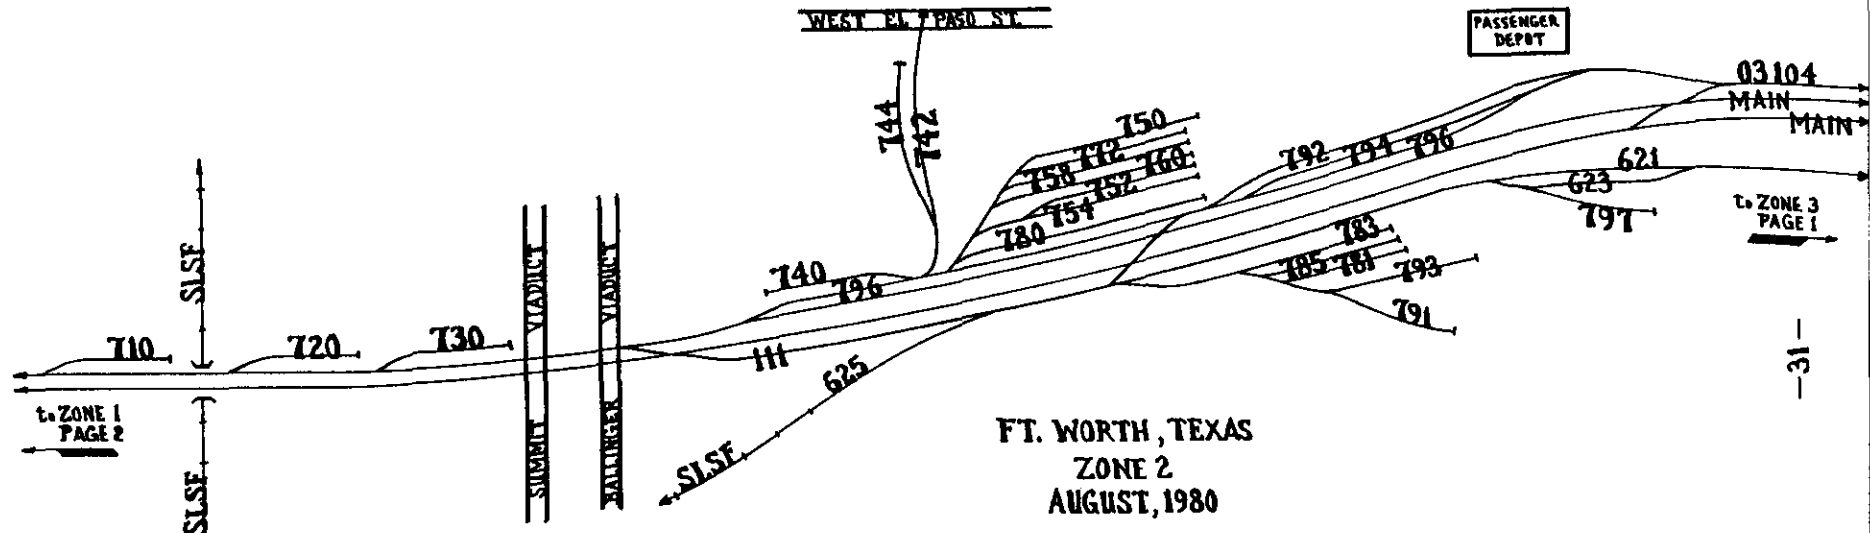 WEST EL PASO ST.
PASSENGER
DEPOT
03104
MAIN
MAIN
744
742
750
772
758
760
752
754
780
792
794
796
621
623
797
to ZONE 3
PAGE 1
783
785
781
793
791
740
796
SLSF
SUMMIT VIADUCT
BALLINGER VIADUCT
710
720
730
111
625
SLSF
to ZONE 1
PAGE 2
SLSF
FT. WORTH, TEXAS
ZONE 2
AUGUST, 1980
-31-